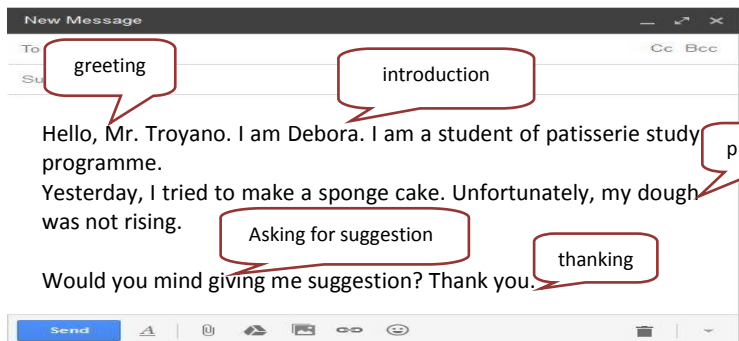 New Message
To
greeting
Cc Bcc
Su
introduction
Hello, Mr. Troyano. I am Debora. I am a student of patisserie study
programme.
p
Yesterday, I tried to make a sponge cake. Unfortunately, my dough
was not rising.
Asking for suggestion
thanking
Would you mind giving me suggestion? Thank you.
Send
A